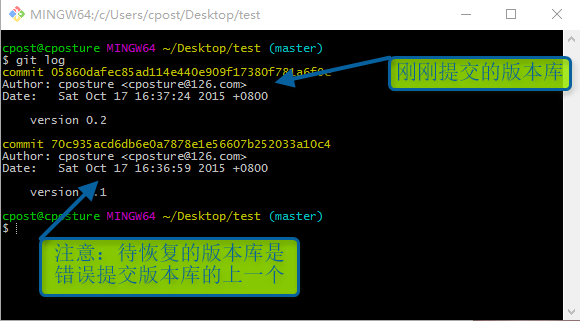 MINGW64:/c/Users/cpost/Desktop/test
cpost@cposture MINGW64 ~/Desktop/test (master)
$ git log
commit 05860dafec85ad114e440e909f17380f781a6f0c
刚刚提交的版本库
Author: cposture <cposture@126.com>
Date:   Sat Oct 17 16:37:24 2015 +0800
version 0.2
commit 70c935acd6db6e0a7878e1e56607b252033a10c4
Author: cposture <cposture@126.com>
Date:   Sat Oct 17 16:36:59 2015 +0800
version 0.1
cpost@cposture MINGW64 ~/Desktop/test (master)
$
注意：待恢复的版本库是
错误提交版本库的上一个